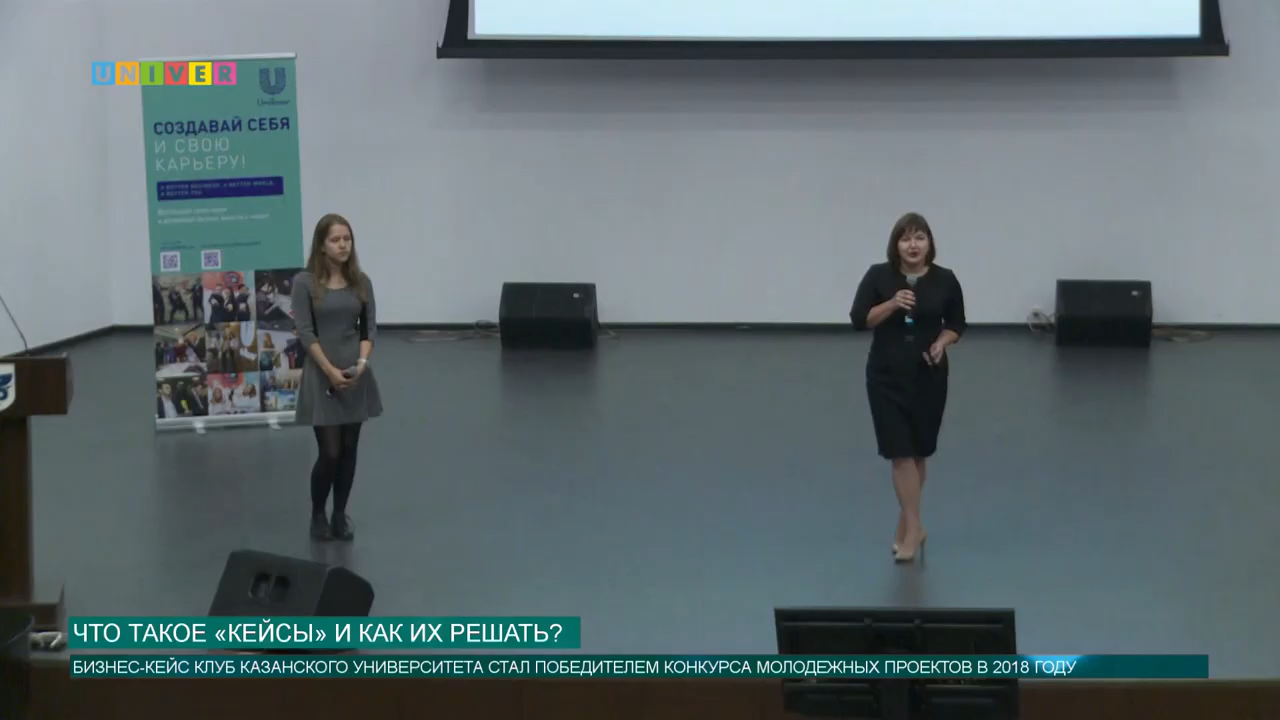 UNIVER
Unilever
СОЗДАВАЙ СЕБЯ
И СВОЮ
КАРЬЕРУ!
ЧТО ТАКОЕ «КЕЙСЫ» И КАК ИХ РЕШАТЬ?
БИЗНЕС-КЕЙС КЛУБ КАЗАНСКОГО УНИВЕРСИТЕТА СТАЛ ПОБЕДИТЕЛЕМ КОНКУРСА МОЛОДЕЖНЫХ ПРОЕКТОВ В 2018 ГОДУ